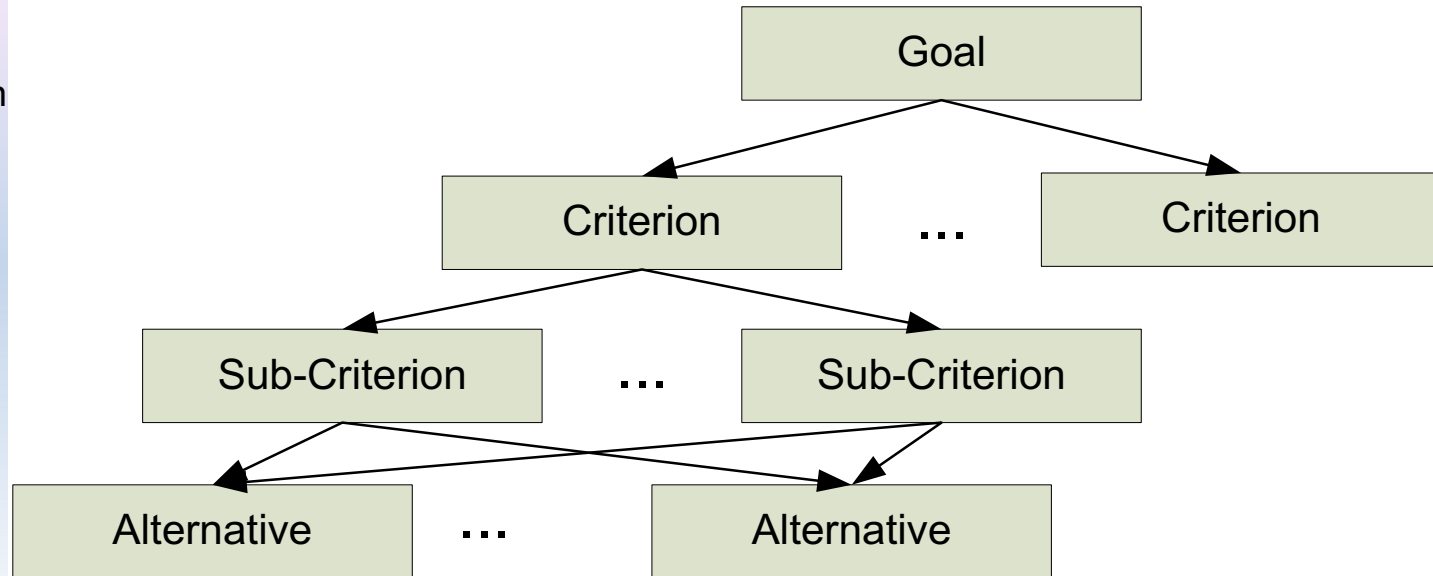 Goal
n
Criterion ... Criterion
Sub-Criterion ... Sub-Criterion
Alternative ... Alternative